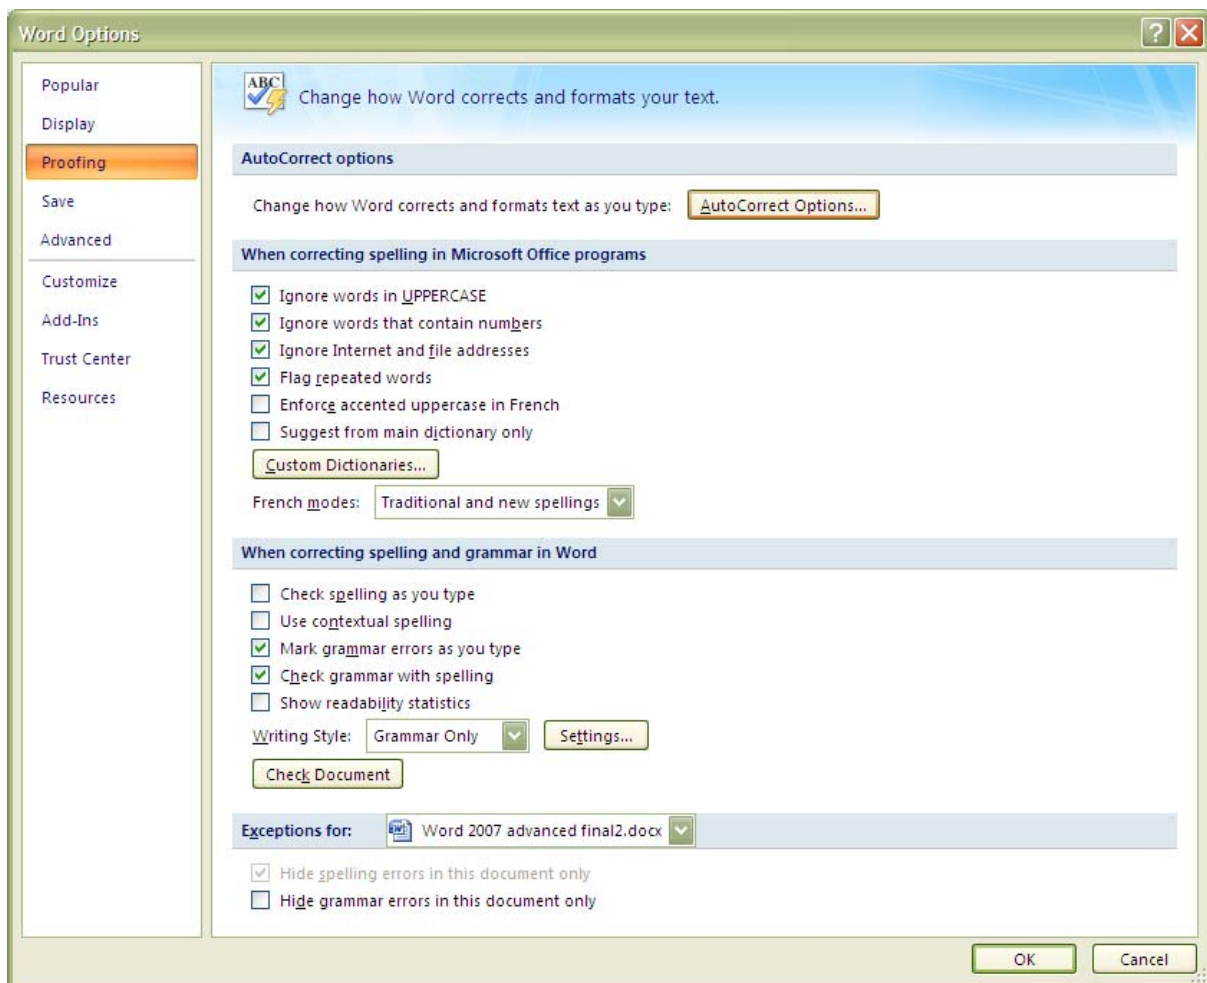 Word Options
?
Popular
Display
Proofing
Save
Advanced
Customize
Add-Ins
Trust Center
Resources
ABC
Change how Word corrects and formats your text.
AutoCorrect options
Change how Word corrects and formats text as you type: AutoCorrect Options...
When correcting spelling in Microsoft Office programs
Ignore words in UPPERCASE
Ignore words that contain numbers
Ignore Internet and file addresses
Flag repeated words
Enforce accented uppercase in French
Suggest from main dictionary only
Custom Dictionaries...
French modes: Traditional and new spellings
When correcting spelling and grammar in Word
Check spelling as you type
Use contextual spelling
Mark grammar errors as you type
Check grammar with spelling
Show readability statistics
Writing Style: Grammar Only Settings...
Check Document
Exceptions for: Word 2007 advanced final2.docx
Hide spelling errors in this document only
Hide grammar errors in this document only
OK Cancel